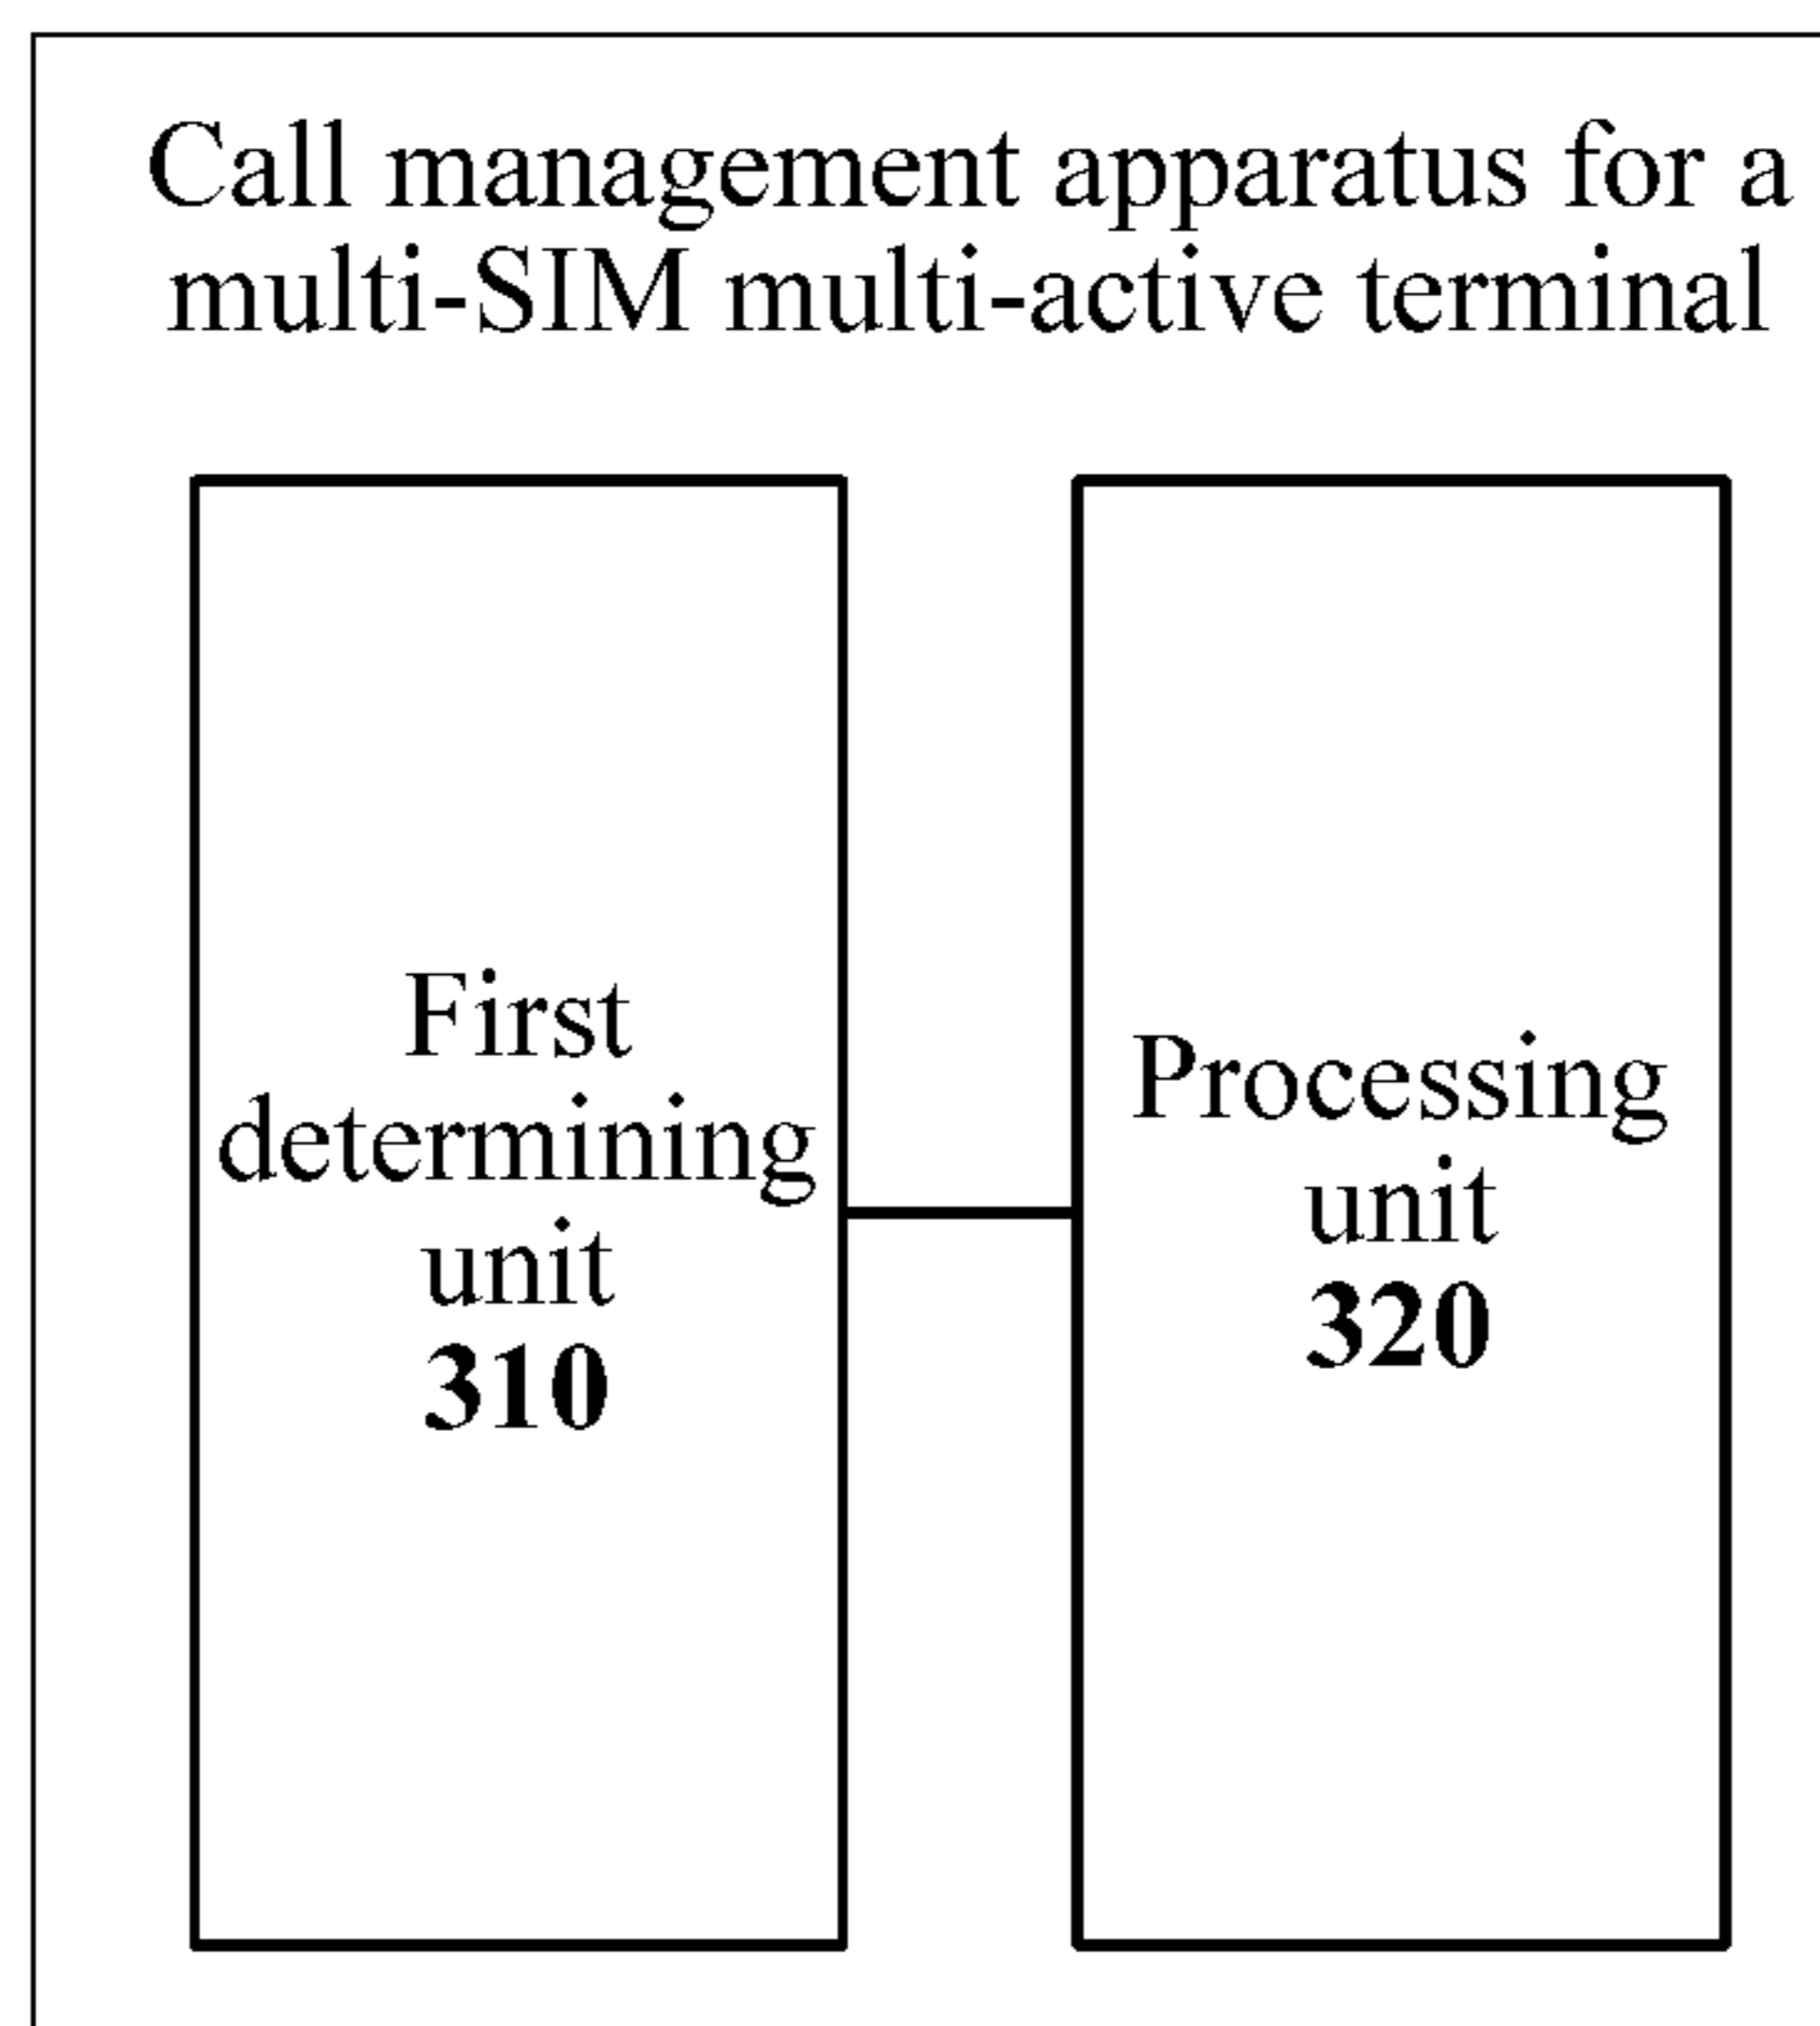 Call management apparatus for a
multi-SIM multi-active terminal
First
determining
unit
310
Processing
unit
320